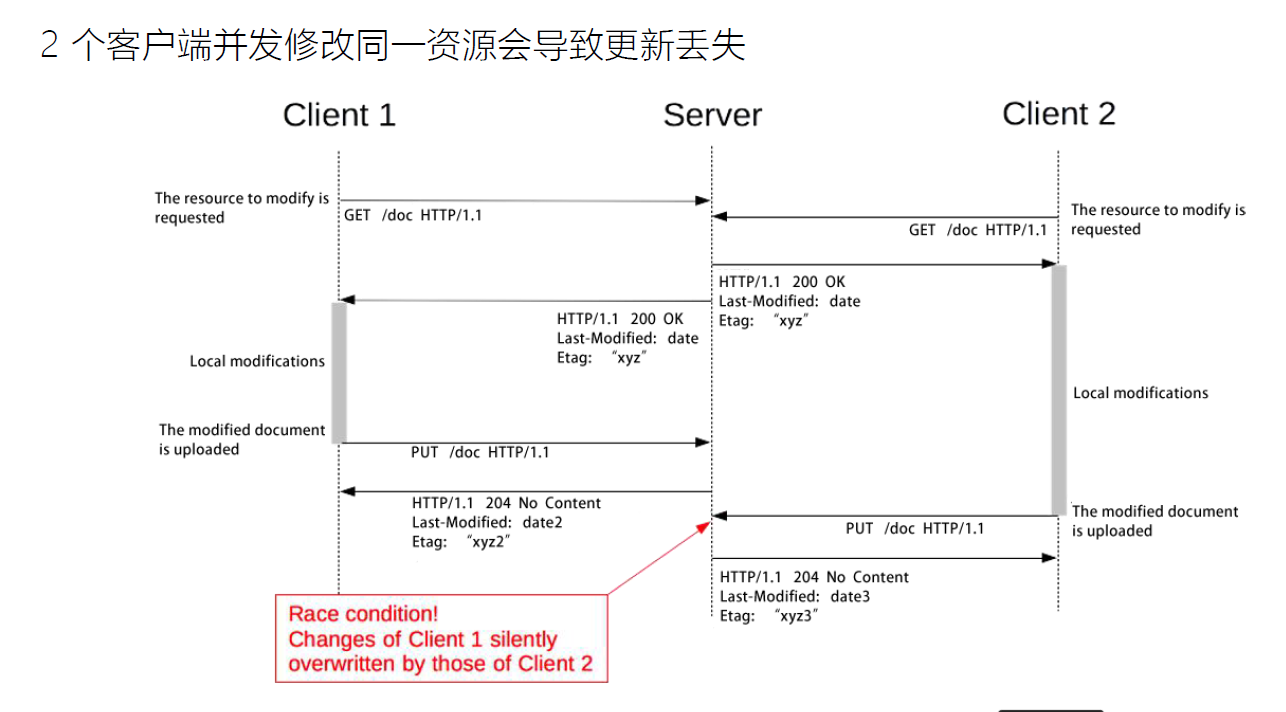 2 个客户端并发修改同一资源会导致更新丢失
Client 1
Server
Client 2
The resource to modify is
requested
GET /doc HTTP/1.1
The resource to modify is
requested
GET /doc HTTP/1.1
HTTP/1.1 200 OK
Last-Modified: date
Etag: “xyz”
HTTP/1.1 200 OK
Last-Modified: date
Etag: “xyz”
Local modifications
Local modifications
The modified document
is uploaded
PUT /doc HTTP/1.1
HTTP/1.1 204 No Content
Last-Modified: date2
Etag: “xyz2”
The modified document
is uploaded
PUT /doc HTTP/1.1
HTTP/1.1 204 No Content
Last-Modified: date3
Etag: “xyz3”
Race condition!
Changes of Client 1 silently
overwritten by those of Client 2